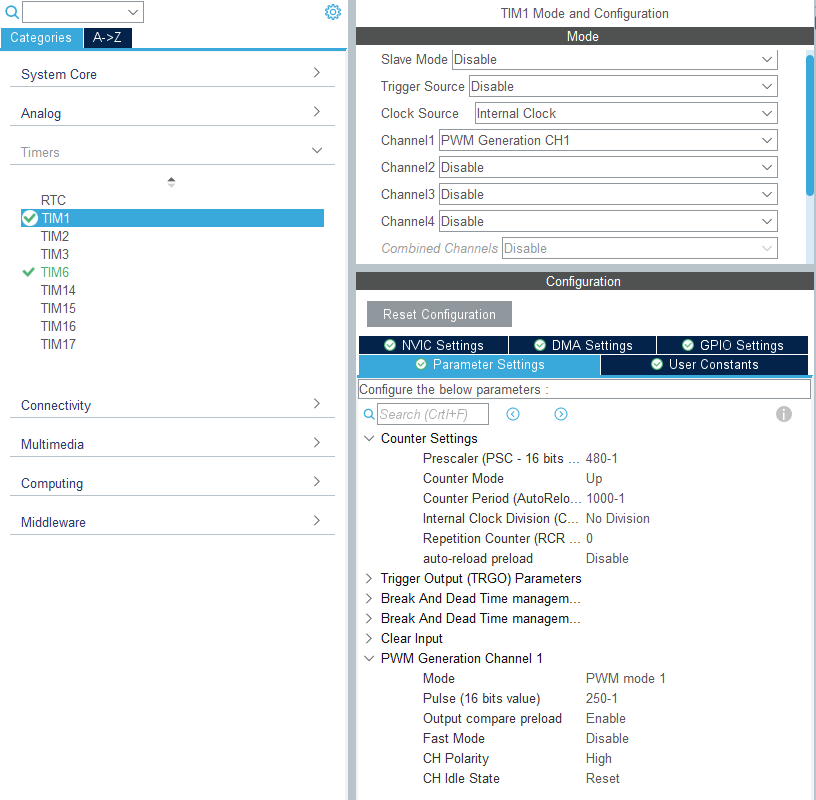 Categories
A->Z
System Core
Analog
Timers
RTC
TIM1
TIM2
TIM3
TIM6
TIM14
TIM15
TIM16
TIM17
Connectivity
Multimedia
Computing
Middleware
TIM1 Mode and Configuration
Mode
Slave Mode Disable
Trigger Source Disable
Clock Source Internal Clock
Channel1 PWM Generation CH1
Channel2 Disable
Channel3 Disable
Channel4 Disable
Combined Channels Disable
Configuration
Reset Configuration
NVIC Settings
DMA Settings
GPIO Settings
Parameter Settings
User Constants
Configure the below parameters :
Search (Crtl+F)
Counter Settings
Prescaler (PSC - 16 bits ... 480-1
Counter Mode Up
Counter Period (AutoRelo... 1000-1
Internal Clock Division (C... No Division
Repetition Counter (RCR ... 0
auto-reload preload Disable
Trigger Output (TRGO) Parameters
Break And Dead Time managem...
Break And Dead Time managem...
Clear Input
PWM Generation Channel 1
Mode PWM mode 1
Pulse (16 bits value) 250-1
Output compare preload Enable
Fast Mode Disable
CH Polarity High
CH Idle State Reset